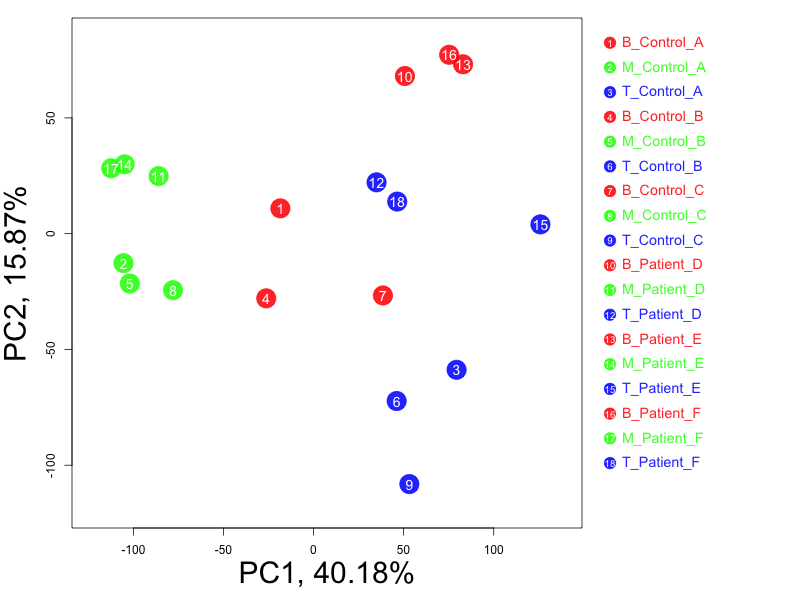 1 B_Control_A
2 M_Control_A
3 T_Control_A
4 B_Control_B
5 M_Control_B
6 T_Control_B
7 B_Control_C
8 M_Control_C
9 T_Control_C
10 B_Patient_D
11 M_Patient_D
12 T_Patient_D
13 B_Patient_E
14 M_Patient_E
15 T_Patient_E
16 B_Patient_F
17 M_Patient_F
18 T_Patient_F
16
13
10
17 14
11
12
18
1
15
2
5
8
4
7
3
6
9
50
0
-50
-100
PC2, 15.87%
-100 -50 0 50 100
PC1, 40.18%